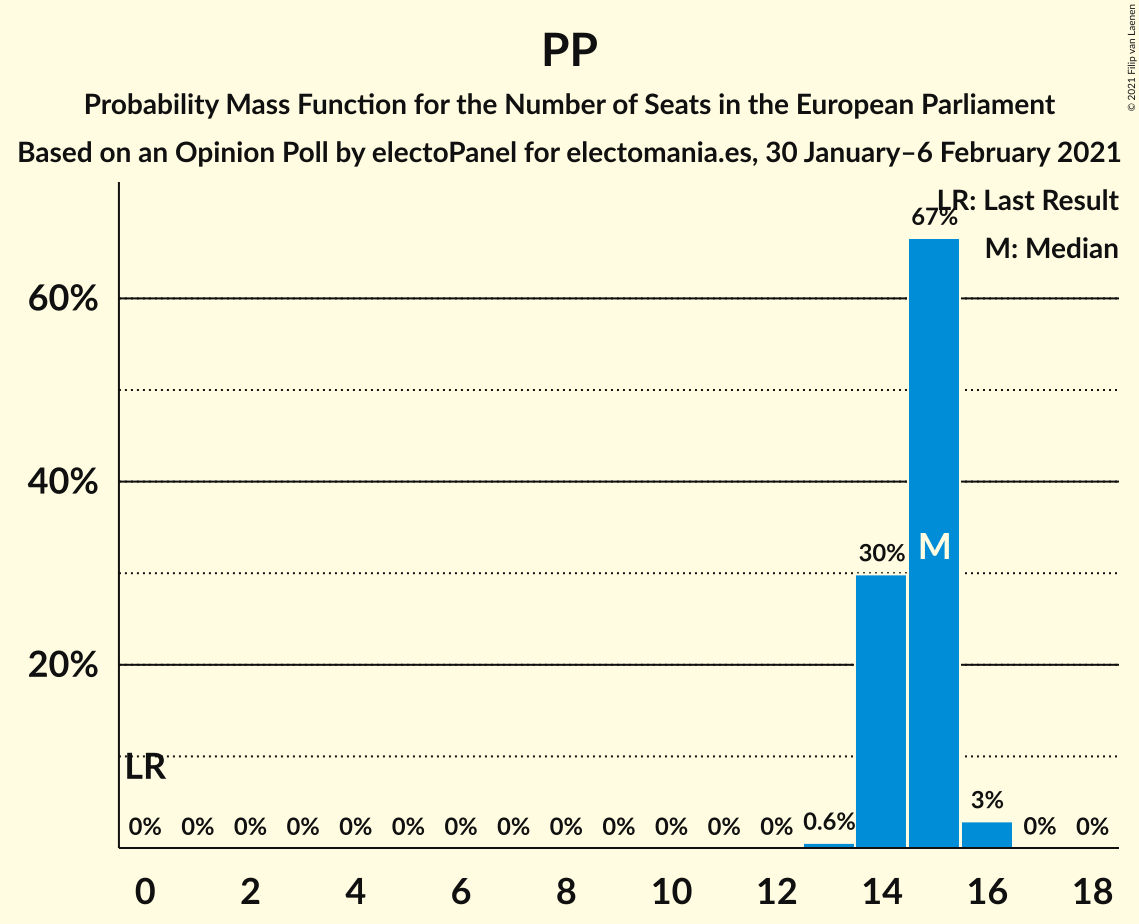 PP
Probability Mass Function for the Number of Seats in the European Parliament
Based on an Opinion Poll by electoPanel for electomania.es, 30 January–6 February 2021
© 2021 Filip van Laenen
LR: Last Result
M: Median
67%
60%
40%
30%
M
20%
LR
0% 0% 0% 0% 0% 0% 0% 0% 0% 0% 0% 0% 0% 0.6% 3% 0% 0%
0 2 4 6 8 10 12 14 16 18